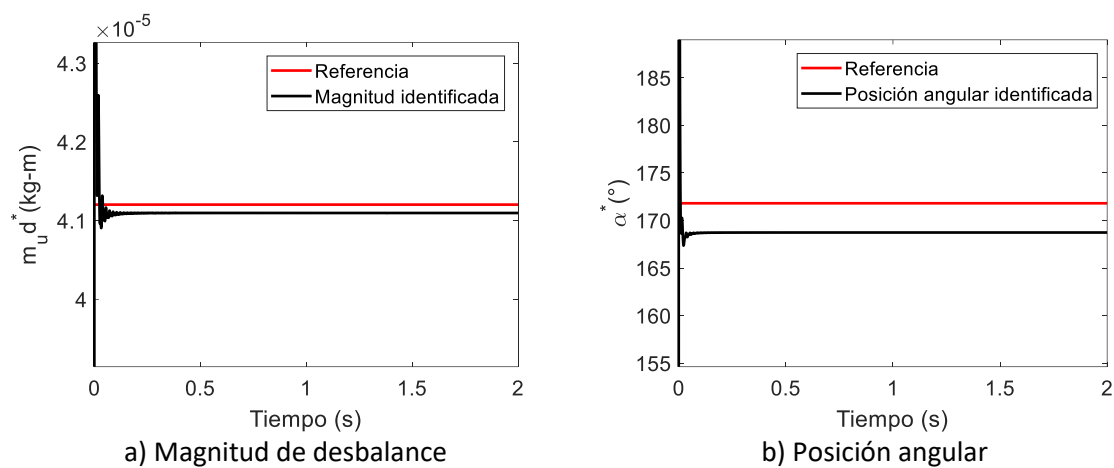 ×10⁻⁵
4.3
4.2
4.1
4
m_u d^* (kg-m)
Referencia
Magnitud identificada
0
0.5
1
1.5
2
Tiempo (s)
a) Magnitud de desbalance
185
180
175
170
165
160
155
α^* (°)
Referencia
Posición angular identificada
0
0.5
1
1.5
2
Tiempo (s)
b) Posición angular